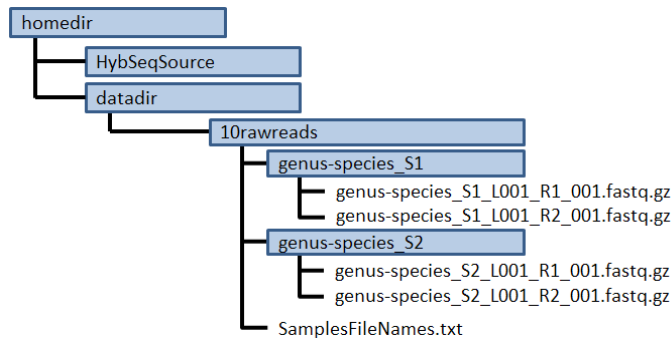 homedir
HybSeqSource
datadir
10rawreads
genus-species_S1
genus-species_S1_L001_R1_001.fastq.gz
genus-species_S1_L001_R2_001.fastq.gz
genus-species_S2
genus-species_S2_L001_R1_001.fastq.gz
genus-species_S2_L001_R2_001.fastq.gz
SamplesFileNames.txt